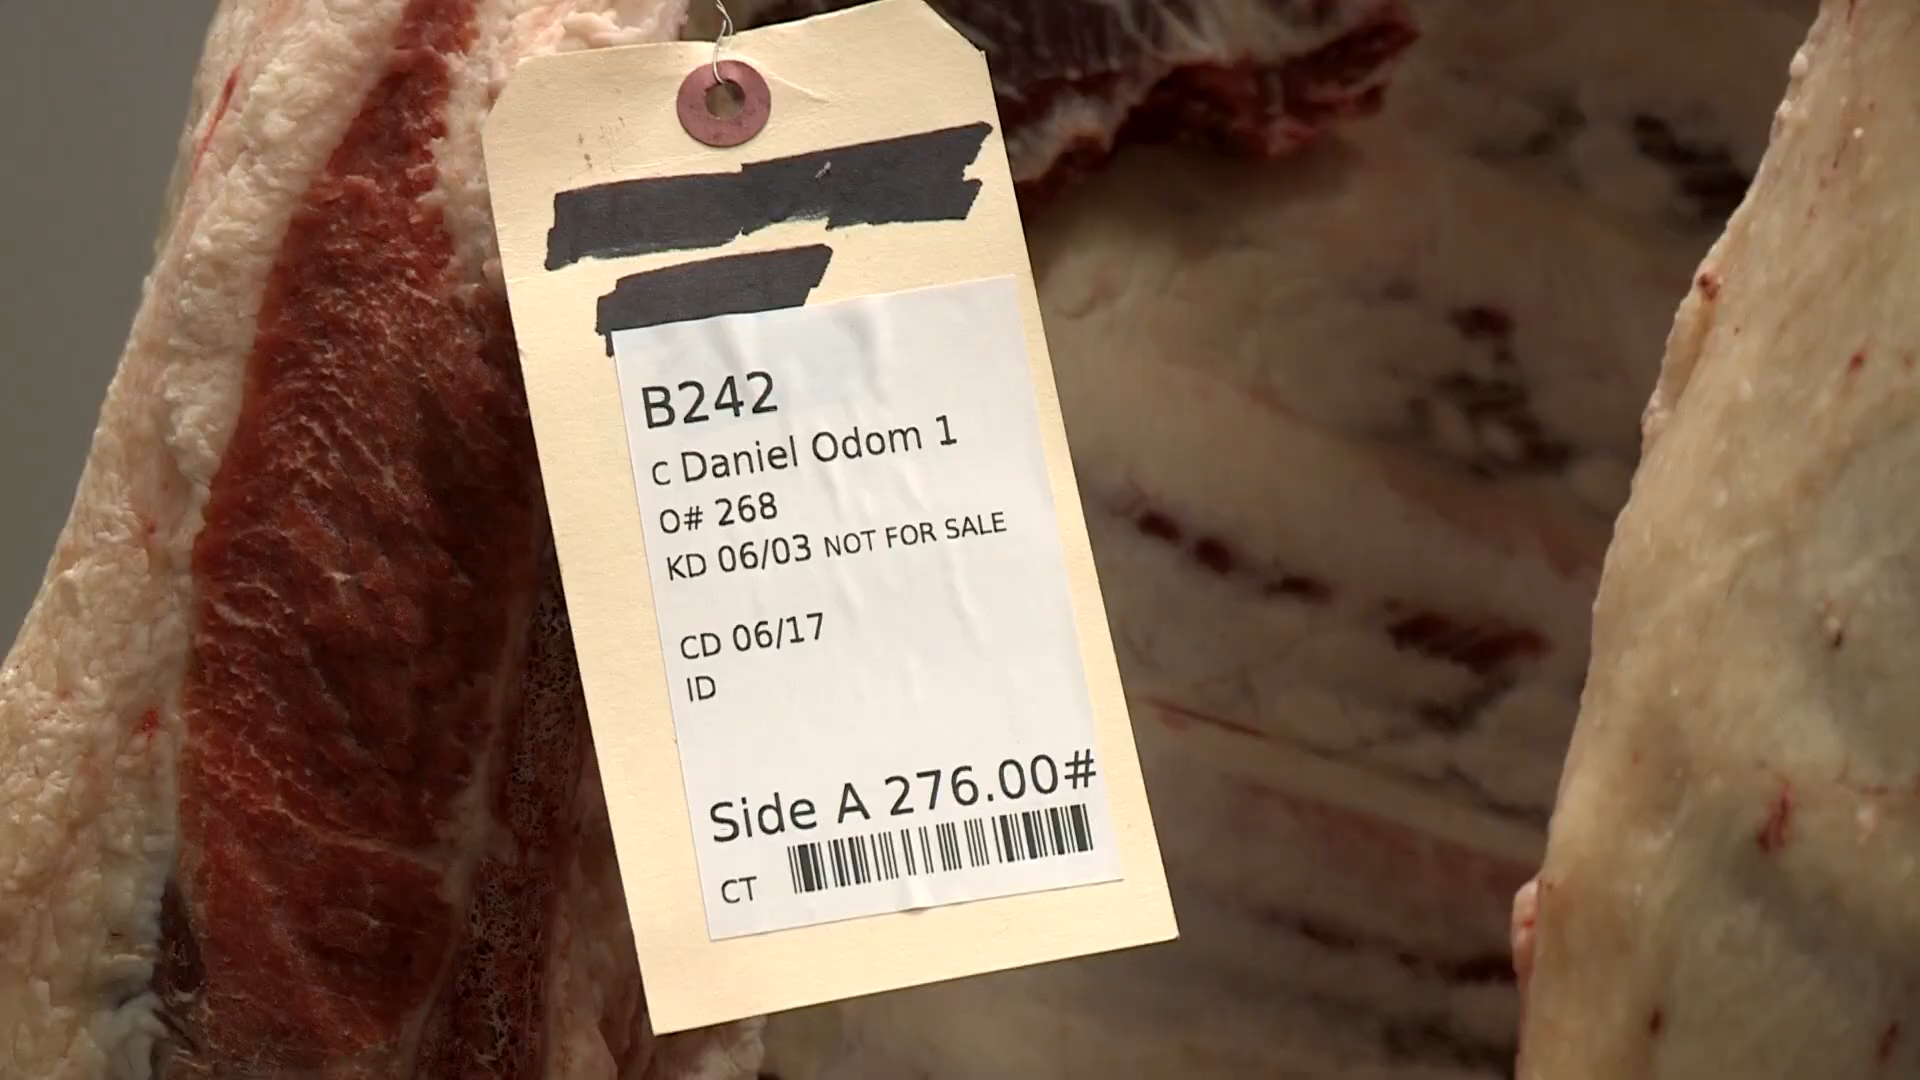 B242
C Daniel Odom 1
O# 268
KD 06/03 NOT FOR SALE
CD 06/17
ID
Side A 276.00#
CT